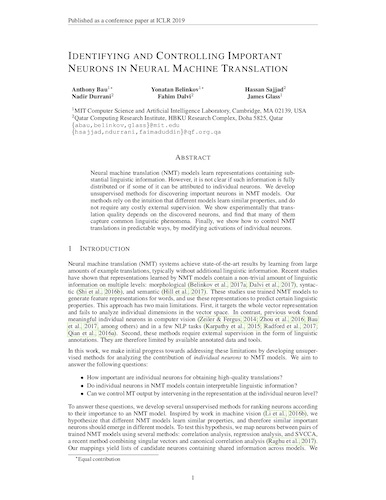 Published as a conference paper at ICLR 2019
IDENTIFYING AND CONTROLLING IMPORTANT
NEURONS IN NEURAL MACHINE TRANSLATION
Anthony Bau1* Yonatan Belinkov1* Hassan Sajjad2
Nadir Durrani2 Fahim Dalvi2 James Glass1
1MIT Computer Science and Artificial Intelligence Laboratory, Cambridge, MA 02139, USA
2Qatar Computing Research Institute, HBKU Research Complex, Doha 5825, Qatar
{abau,belinkov,glass}@mit.edu
{hsajjad,ndurrani,faimaduddin}@qf.org.qa
ABSTRACT
Neural machine translation (NMT) models learn representations containing sub-
stantial linguistic information. However, it is not clear if such information is fully
distributed or if some of it can be attributed to individual neurons. We develop
unsupervised methods for discovering important neurons in NMT models. Our
methods rely on the intuition that different models learn similar properties, and do
not require any costly external supervision. We show experimentally that trans-
lation quality depends on the discovered neurons, and find that many of them
capture common linguistic phenomena. Finally, we show how to control NMT
translations in predictable ways, by modifying activations of individual neurons.
1 INTRODUCTION
Neural machine translation (NMT) systems achieve state-of-the-art results by learning from large
amounts of example translations, typically without additional linguistic information. Recent studies
have shown that representations learned by NMT models contain a non-trivial amount of linguistic
information on multiple levels: morphological (Belinkov et al., 2017a; Dalvi et al., 2017), syntac-
tic (Shi et al., 2016b), and semantic (Hill et al., 2017). These studies use trained NMT models to
generate feature representations for words, and use these representations to predict certain linguistic
properties. This approach has two main limitations. First, it targets the whole vector representation
and fails to analyze individual dimensions in the vector space. In contrast, previous work found
meaningful individual neurons in computer vision (Zeiler & Fergus, 2014; Zhou et al., 2016; Bau
et al., 2017, among others) and in a few NLP tasks (Karpathy et al., 2015; Radford et al., 2017;
Qian et al., 2016a). Second, these methods require external supervision in the form of linguistic
annotations. They are therefore limited by available annotated data and tools.
In this work, we make initial progress towards addressing these limitations by developing unsuper-
vised methods for analyzing the contribution of individual neurons to NMT models. We aim to
answer the following questions:
• How important are individual neurons for obtaining high-quality translations?
• Do individual neurons in NMT models contain interpretable linguistic information?
• Can we control MT output by intervening in the representation at the individual neuron level?
To answer these questions, we develop several unsupervised methods for ranking neurons according
to their importance to an NMT model. Inspired by work in machine vision (Li et al., 2016b), we
hypothesize that different NMT models learn similar properties, and therefore similar important
neurons should emerge in different models. To test this hypothesis, we map neurons between pairs of
trained NMT models using several methods: correlation analysis, regression analysis, and SVCCA,
a recent method combining singular vectors and canonical correlation analysis (Raghu et al., 2017).
Our mappings yield lists of candidate neurons containing shared information across models. We
*Equal contribution
1